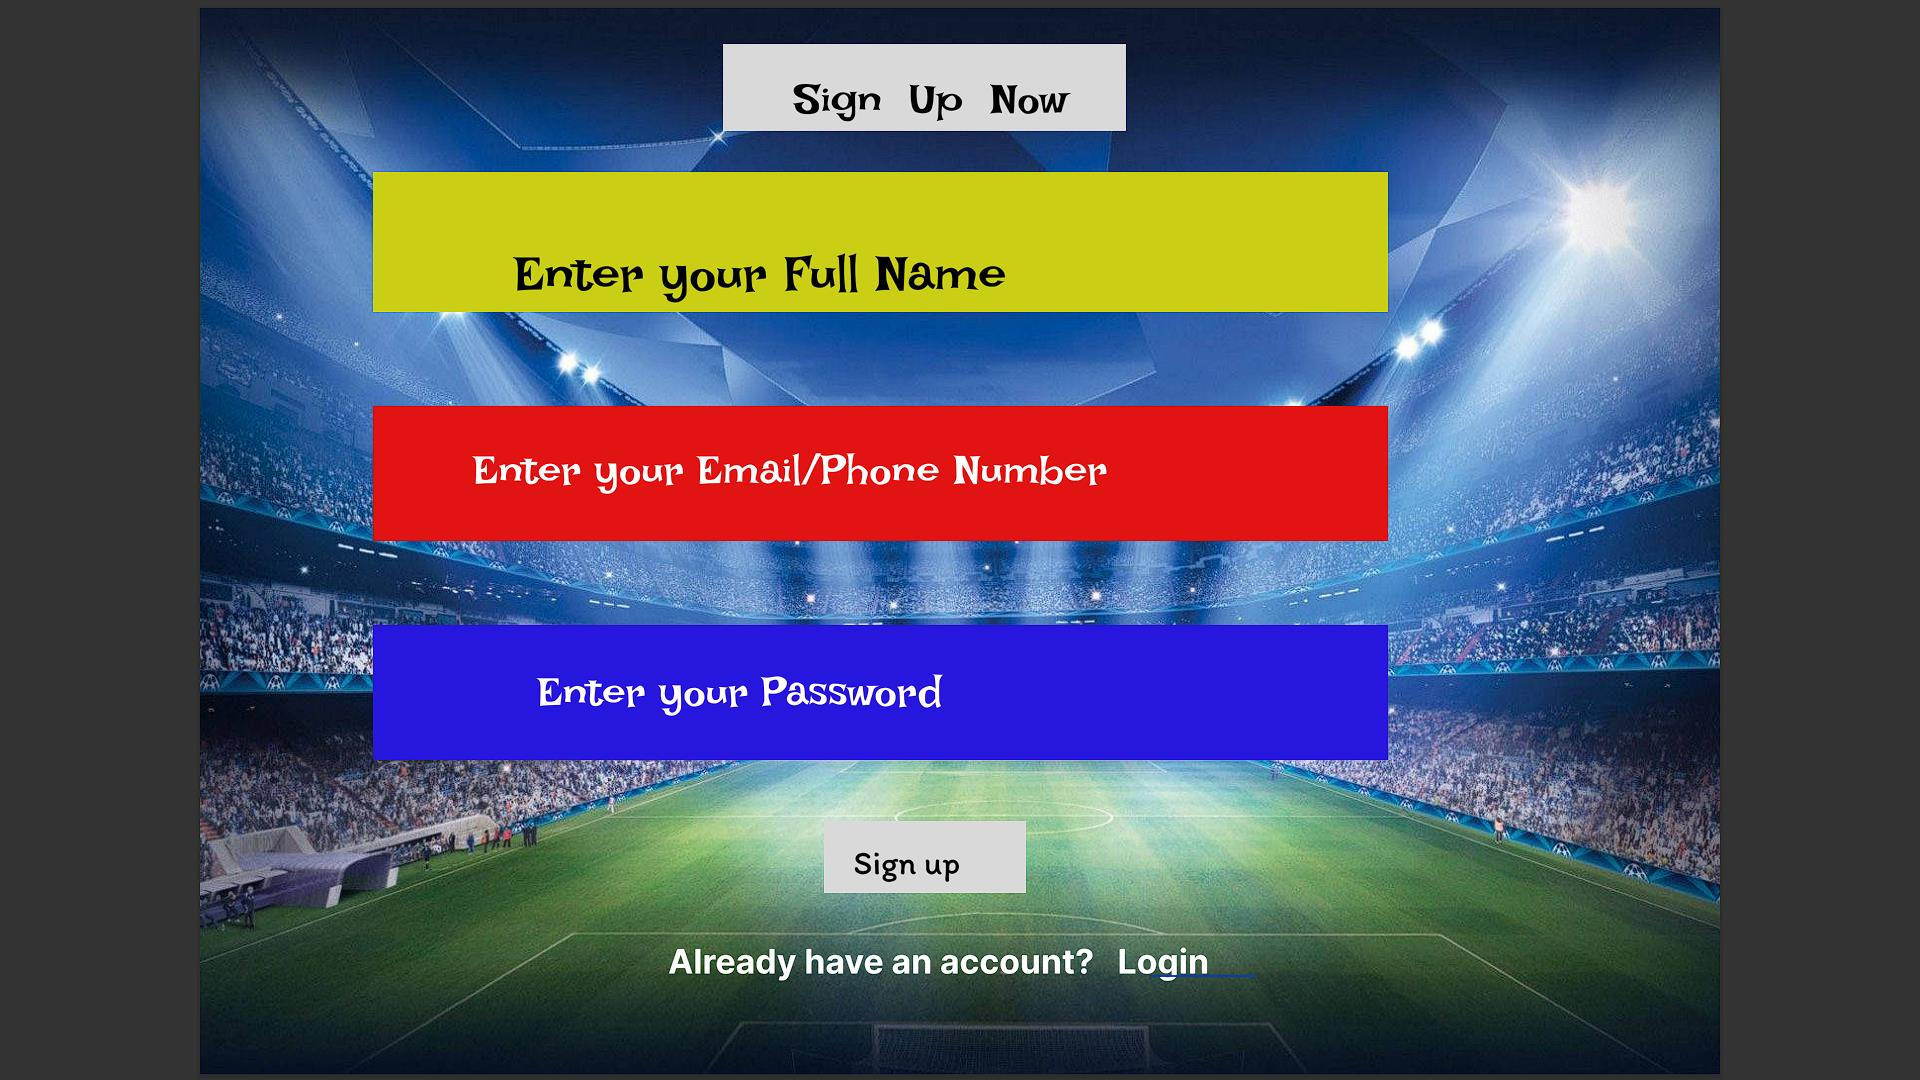 Sign Up Now
Enter your Full Name
Enter your Email/Phone Number
Enter your Password
Sign up
Already have an account? Login